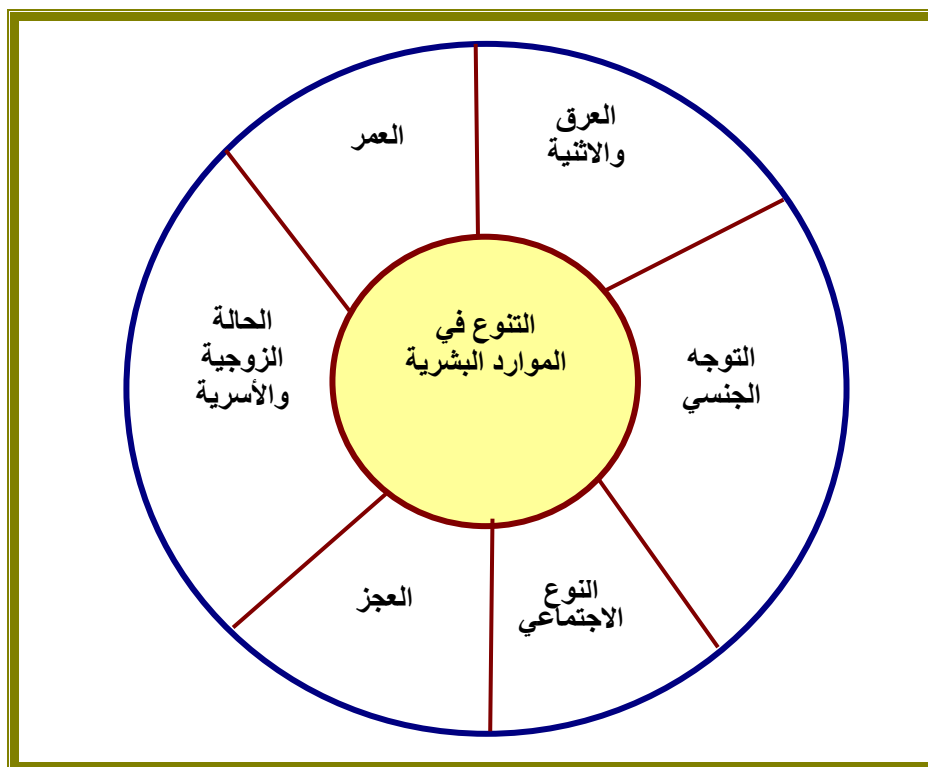 العرق
والاثنية
العمر
التنوع في
الموارد البشرية
الحالة
الزوجية
والأسرية
التوجه
الجنسي
النوع
الاجتماعي
العجز